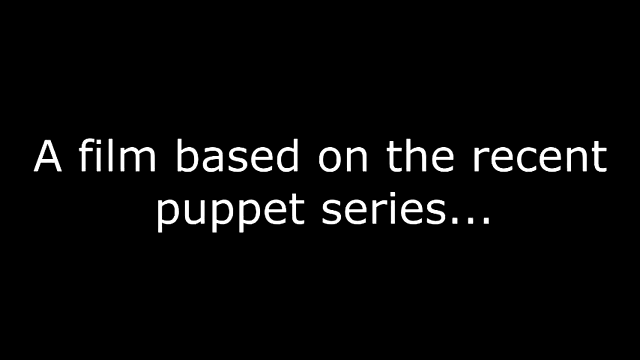 A film based on the recent
puppet series...